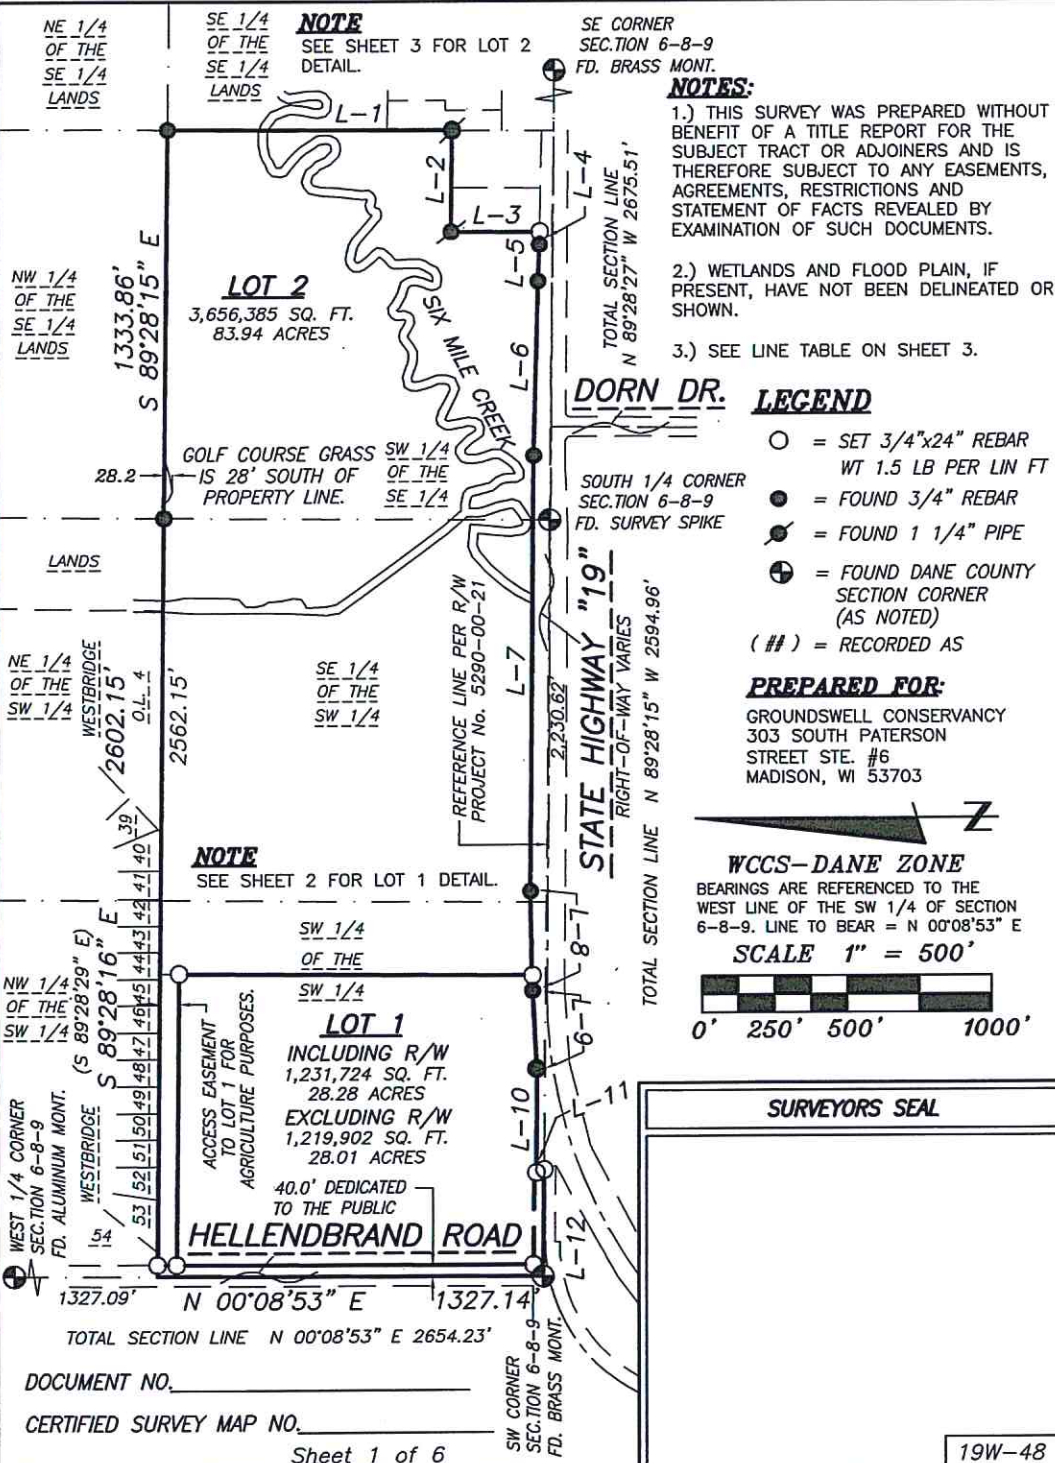 NE 1/4
OF THE
SE 1/4
LANDS
SE 1/4
OF THE
SE 1/4
LANDS
NOTE
SEE SHEET 3 FOR LOT 2
DETAIL.
SE CORNER
SEC.TION 6-8-9
FD. BRASS MONT.
NOTES:
1.) THIS SURVEY WAS PREPARED WITHOUT
BENEFIT OF A TITLE REPORT FOR THE
SUBJECT TRACT OR ADJOINERS AND IS
THEREFORE SUBJECT TO ANY EASEMENTS,
AGREEMENTS, RESTRICTIONS AND
STATEMENT OF FACTS REVEALED BY
EXAMINATION OF SUCH DOCUMENTS.
2.) WETLANDS AND FLOOD PLAIN, IF
PRESENT, HAVE NOT BEEN DELINEATED OR
SHOWN.
3.) SEE LINE TABLE ON SHEET 3.
L-1
L-2
L-3
L-4
L-5
L-6
TOTAL SECTION LINE
N 89°28'27" W 2675.51'
NW 1/4
OF THE
SE 1/4
LANDS
1333.86'
S 89°28'15" E
LOT 2
3,656,385 SQ. FT.
83.94 ACRES
SIX MILE CREEK
DORN DR.
28.2
GOLF COURSE GRASS
IS 28' SOUTH OF
PROPERTY LINE.
SW 1/4
OF THE
SE 1/4
SOUTH 1/4 CORNER
SEC.TION 6-8-9
FD. SURVEY SPIKE
LEGEND
= SET 3/4"x24" REBAR
WT 1.5 LB PER LIN FT
= FOUND 3/4" REBAR
= FOUND 1 1/4" PIPE
= FOUND DANE COUNTY
SECTION CORNER
(AS NOTED)
(##) = RECORDED AS
LANDS
NE 1/4
OF THE
SW 1/4
WESTBRIDGE
O.L. 4
2602.15'
2562.15'
SE 1/4
OF THE
SW 1/4
L-7
REFERENCE LINE PER R/W
PROJECT No. 5290-00-21
2,230.62'
STATE HIGHWAY "19"
RIGHT-OF-WAY VARIES
TOTAL SECTION LINE N 89°28'15" W 2594.96'
PREPARED FOR:
GROUNDSWELL CONSERVANCY
303 SOUTH PATERSON
STREET STE. #6
MADISON, WI 53703
Z
WCCS-DANE ZONE
BEARINGS ARE REFERENCED TO THE
WEST LINE OF THE SW 1/4 OF SECTION
6-8-9. LINE TO BEAR = N 00°08'53" E
SCALE 1" = 500'
0' 250' 500' 1000'
NOTE
SEE SHEET 2 FOR LOT 1 DETAIL.
39
40
41
42
43
44
45
46
47
48
49
50
51
52
53
54
NW 1/4
OF THE
SW 1/4
(S 89°28'29" E)
S 89°28'16" E
WESTBRIDGE
SW 1/4
OF THE
SW 1/4
L-8
L-9
L-10
L-11
L-12
ACCESS EASEMENT
TO LOT 1 FOR
AGRICULTURE PURPOSES.
LOT 1
INCLUDING R/W
1,231,724 SQ. FT.
28.28 ACRES
EXCLUDING R/W
1,219,902 SQ. FT.
28.01 ACRES
40.0' DEDICATED
TO THE PUBLIC
HELLENDBRAND ROAD
WEST 1/4 CORNER
SEC.TION 6-8-9
FD. ALUMINUM MONT.
1327.09'
N 00°08'53" E
1327.14'
TOTAL SECTION LINE N 00°08'53" E 2654.23'
SW CORNER
SEC.TION 6-8-9
FD. BRASS MONT.
SURVEYORS SEAL
DOCUMENT NO.
CERTIFIED SURVEY MAP NO.
Sheet 1 of 6
19W-48